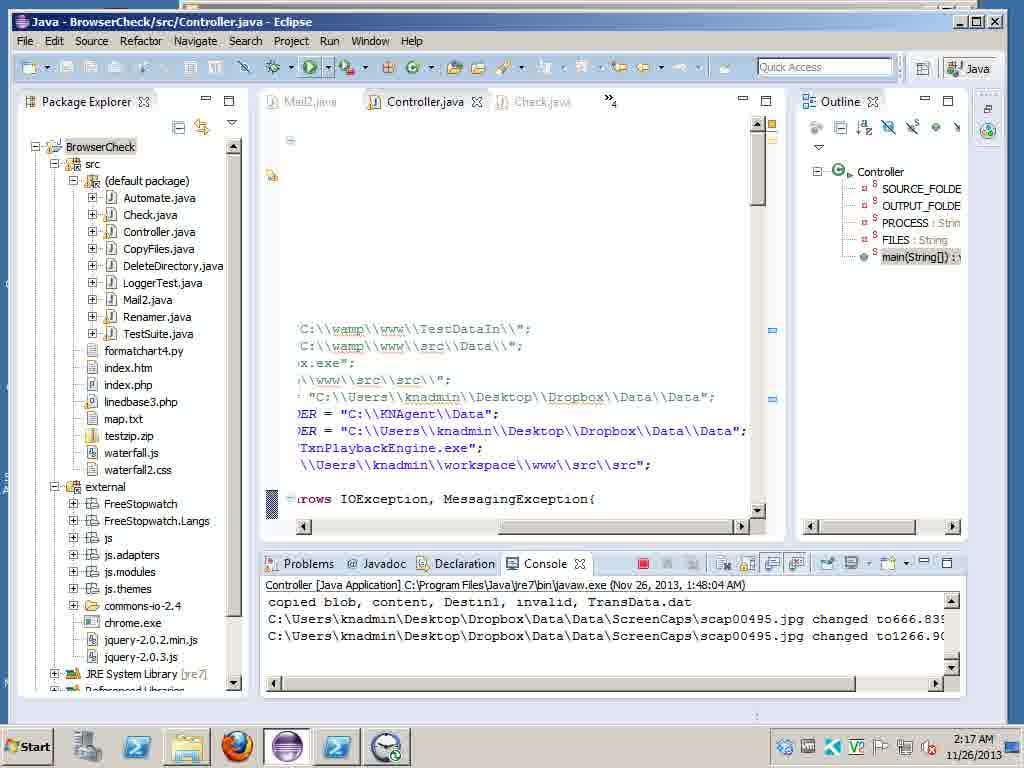 Java - BrowserCheck/src/Controller.java - Eclipse
File Edit Source Refactor Navigate Search Project Run Window Help
Quick Access
Java
Package Explorer
Mail2.java
Controller.java
Check.java
4
Outline
BrowserCheck
src
(default package)
Automate.java
Check.java
Controller.java
CopyFiles.java
DeleteDirectory.java
LoggerTest.java
Mail2.java
Renamer.java
TestSuite.java
formatchart4.py
index.htm
index.php
linedbase3.php
map.txt
testzip.zip
waterfall.js
waterfall2.css
external
FreeStopwatch
FreeStopwatch.Langs
js
js.adapters
js.modules
js.themes
commons-io-2.4
chrome.exe
jquery-2.0.2.min.js
jquery-2.0.3.js
JRE System Library [jre7]
Referenced Libraries
'C:\\wamp\\www\\TestDataIn\\";
'C:\\wamp\\www\\src\\Data\\";
x.exe";
\\www\\src\\src\\";
= "C:\\Users\\knadmin\\Desktop\\Dropbox\\Data\\Data";
DER = "C:\\KNAgent\\Data";
DER = "C:\\Users\\knadmin\\Desktop\\Dropbox\\Data\\Data";
TxnPlaybackEngine.exe";
\\Users\\knadmin\\workspace\\www\\src\\src";
rows IOException, MessagingException{
Controller
SOURCE_FOLDE
OUTPUT_FOLDE
PROCESS : Strin
FILES : String
main(String[]) : v
Problems @ Javadoc Declaration Console
Controller [Java Application] C:\Program Files\Java\jre7\bin\javaw.exe (Nov 26, 2013, 1:48:04 AM)
copied blob, content, Destin1, invalid, TransData.dat
C:\Users\knadmin\Desktop\Dropbox\Data\Data\ScreenCaps\scap00495.jpg changed to666.839
C:\Users\knadmin\Desktop\Dropbox\Data\Data\ScreenCaps\scap00495.jpg changed to1266.90
Start
2:17 AM
11/26/2013